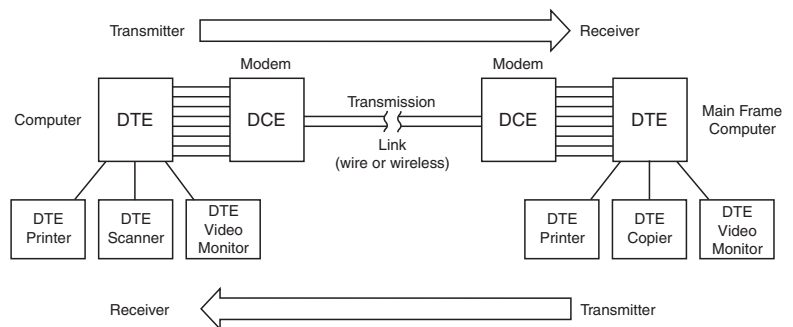 Transmitter
Receiver
Modem
Modem
Computer
DTE
DCE
Transmission
Link
(wire or wireless)
DCE
DTE
Main Frame
Computer
DTE
Printer
DTE
Scanner
DTE
Video
Monitor
DTE
Printer
DTE
Copier
DTE
Video
Monitor
Receiver
Transmitter